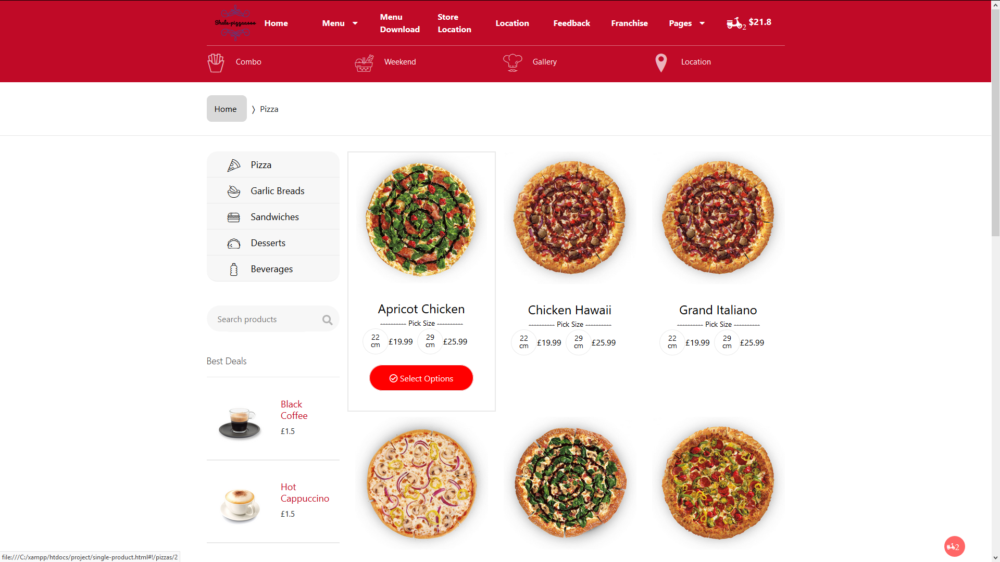 Shala-pizzaasss
Home
Menu
Menu
Download
Store
Location
Location
Feedback
Franchise
Pages
2 $21.8
Combo
Weekend
Gallery
Location
Home 〉 Pizza
Pizza
Garlic Breads
Sandwiches
Desserts
Beverages
Search products
Best Deals
Black
Coffee
£1.5
Hot
Cappuccino
£1.5
Apricot Chicken
---------- Pick Size ----------
22
cm
£19.99
29
cm
£25.99
Select Options
Chicken Hawaii
---------- Pick Size ----------
22
cm
£19.99
29
cm
£25.99
Grand Italiano
---------- Pick Size ----------
22
cm
£19.99
29
cm
£25.99
2
file:///C:/xampp/htdocs/project/single-product.html#!/pizzas/2